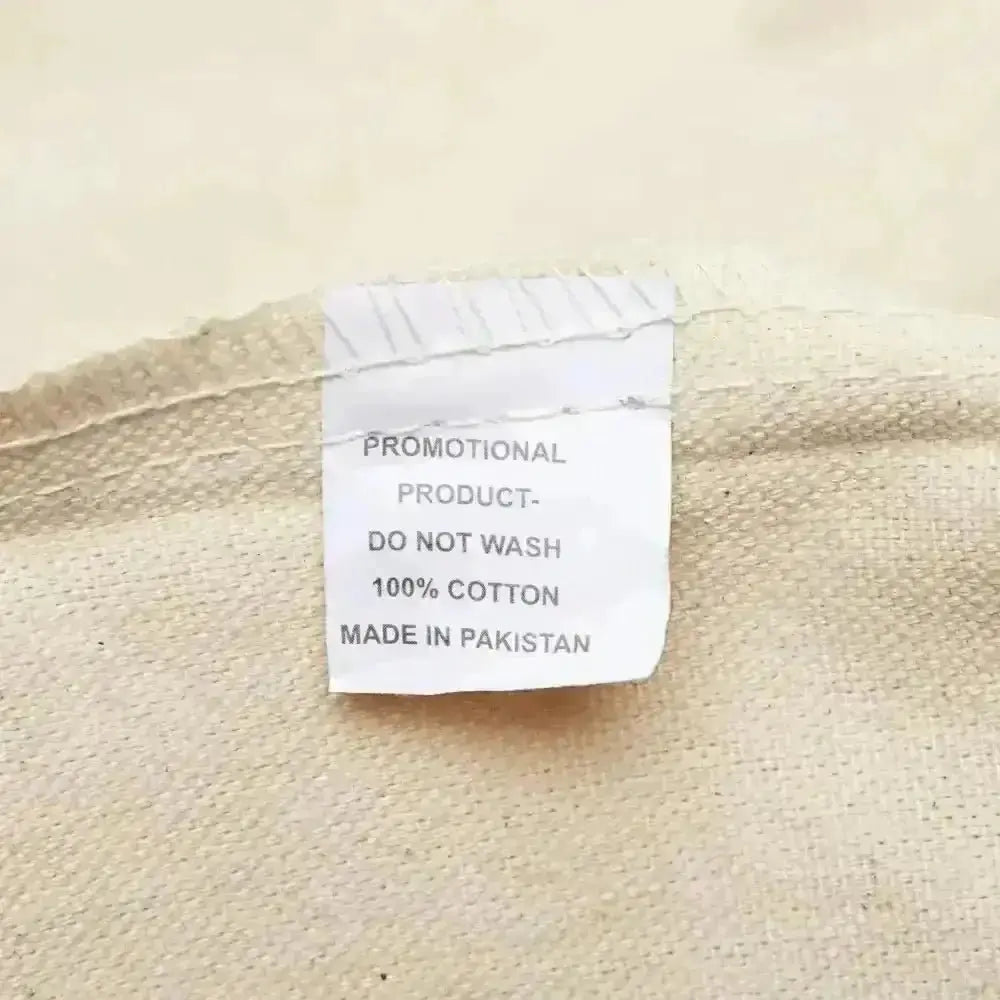 PROMOTIONAL
PRODUCT-
DO NOT WASH
100% COTTON
MADE IN PAKISTAN